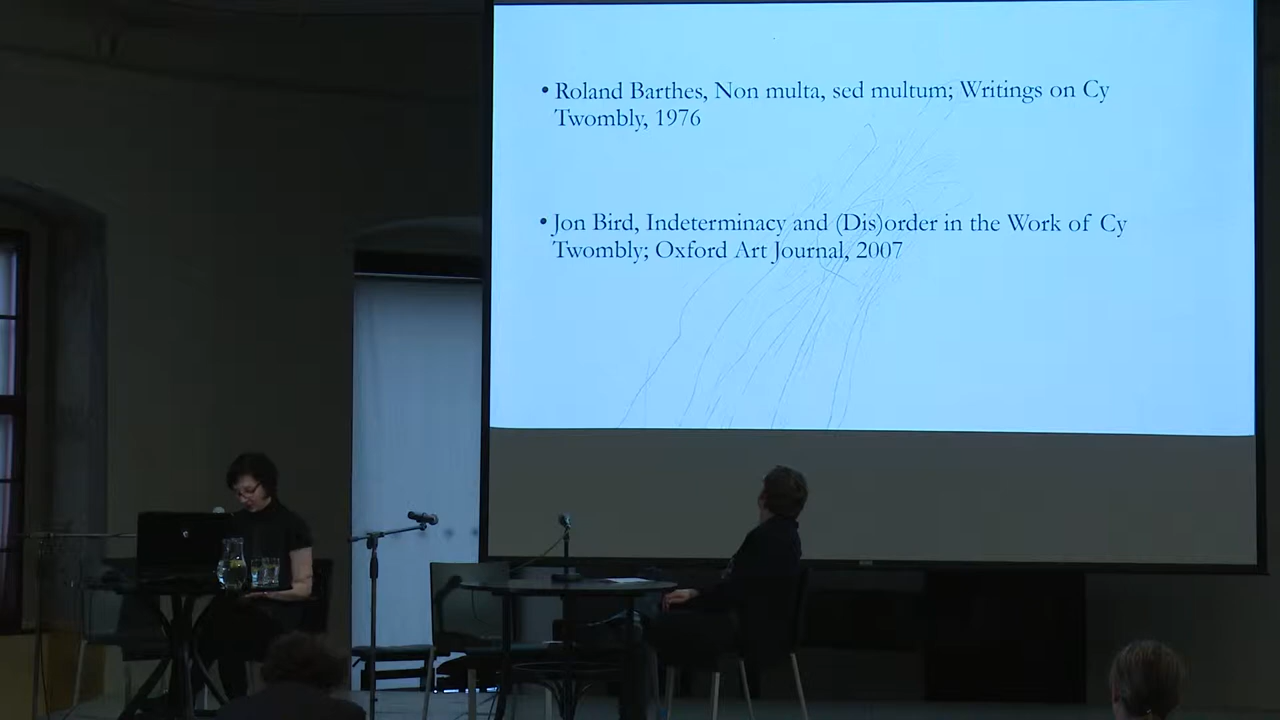 • Roland Barthes, Non multa, sed multum; Writings on Cy
Twombly, 1976
• Jon Bird, Indeterminacy and (Dis)order in the Work of Cy
Twombly; Oxford Art Journal, 2007